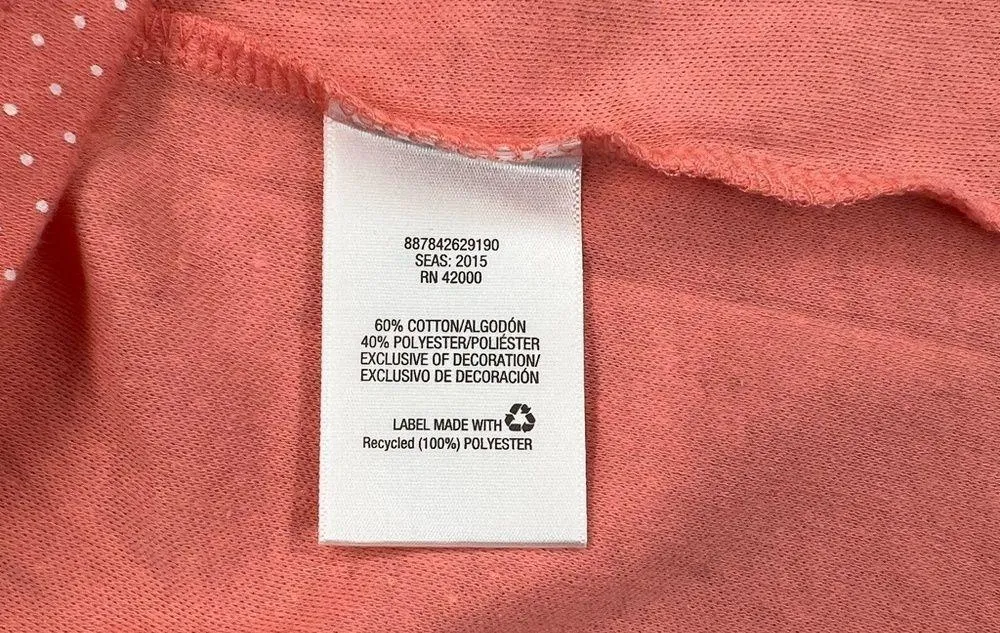 887842629190
SEAS: 2015
RN 42000
60% COTTON/ALGODÓN
40% POLYESTER/POLIÉSTER
EXCLUSIVE OF DECORATION/
EXCLUSIVO DE DECORACIÓN
LABEL MADE WITH
Recycled (100%) POLYESTER